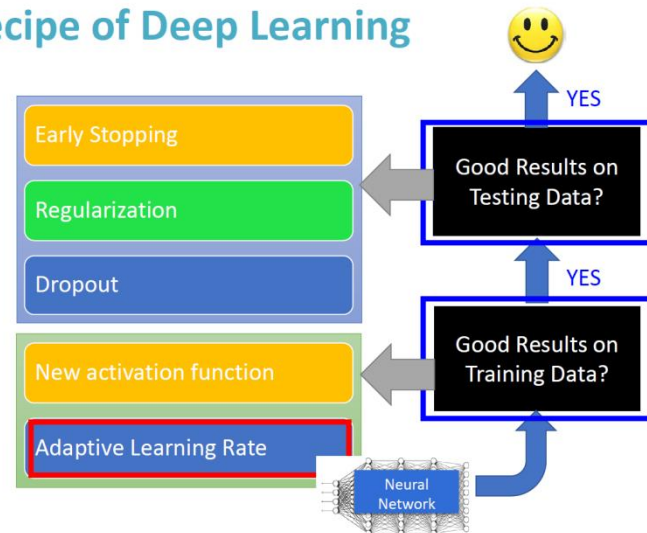 ecipe of Deep Learning
YES
Early Stopping
Good Results on
Testing Data?
Regularization
Dropout
YES
New activation function
Good Results on
Training Data?
Adaptive Learning Rate
Neural
Network